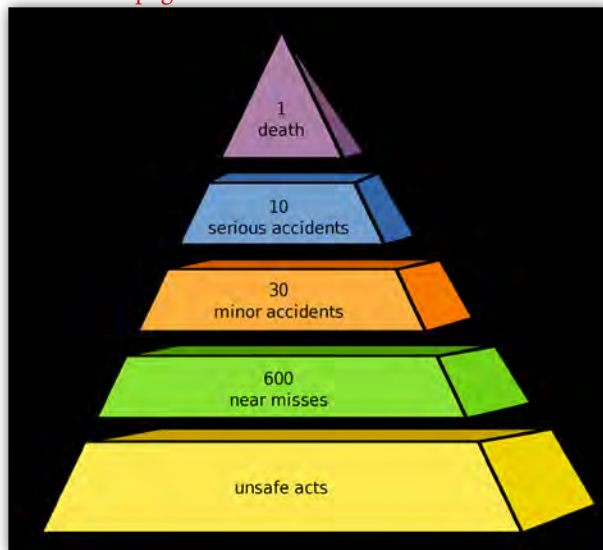 1
death
10
serious accidents
30
minor accidents
600
near misses
unsafe acts